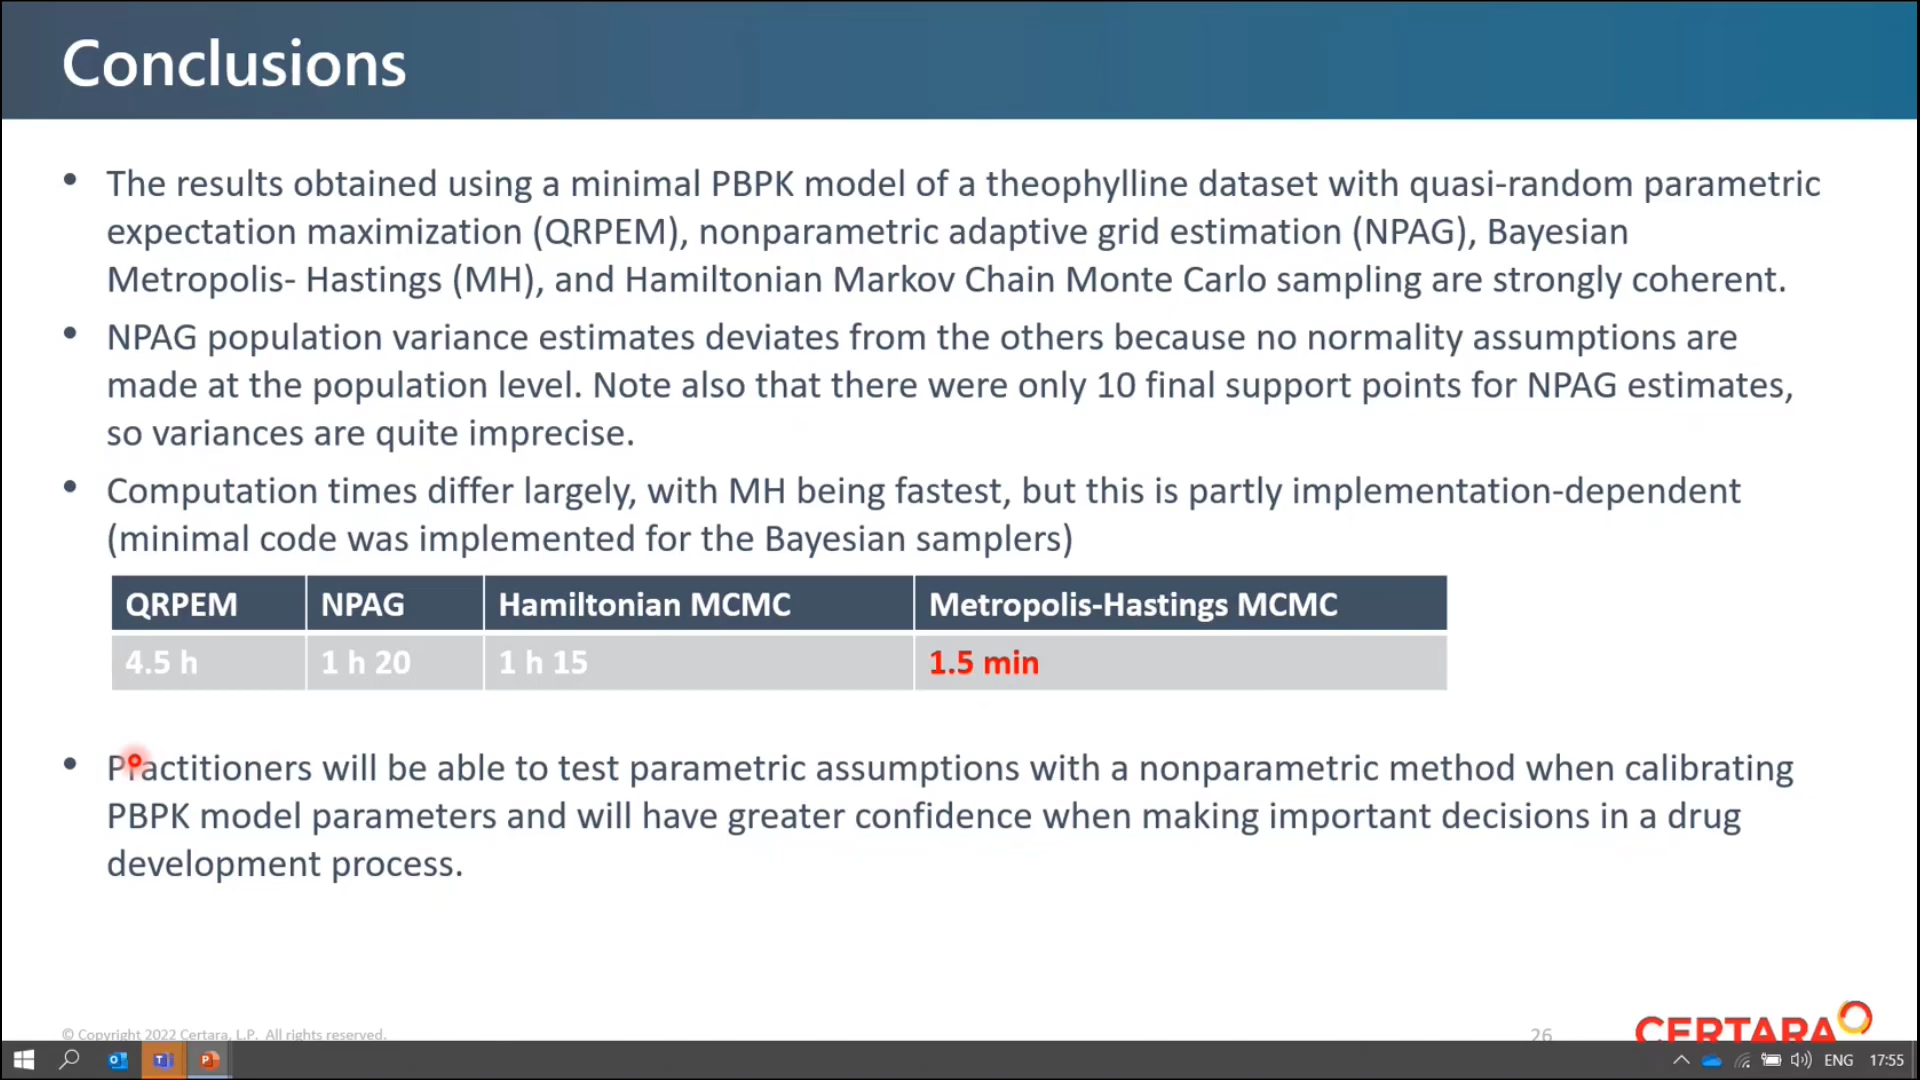 Conclusions
• The results obtained using a minimal PBPK model of a theophylline dataset with quasi-random parametric
expectation maximization (QRPEM), nonparametric adaptive grid estimation (NPAG), Bayesian
Metropolis- Hastings (MH), and Hamiltonian Markov Chain Monte Carlo sampling are strongly coherent.
• NPAG population variance estimates deviates from the others because no normality assumptions are
made at the population level. Note also that there were only 10 final support points for NPAG estimates,
so variances are quite imprecise.
• Computation times differ largely, with MH being fastest, but this is partly implementation-dependent
(minimal code was implemented for the Bayesian samplers)
QRPEM NPAG Hamiltonian MCMC Metropolis-Hastings MCMC
4.5 h 1 h 20 1 h 15 1.5 min
• Practitioners will be able to test parametric assumptions with a nonparametric method when calibrating
PBPK model parameters and will have greater confidence when making important decisions in a drug
development process.
© Copyright 2022 Certara, L.P. All rights reserved. 26 CERTARA
ENG 17:55